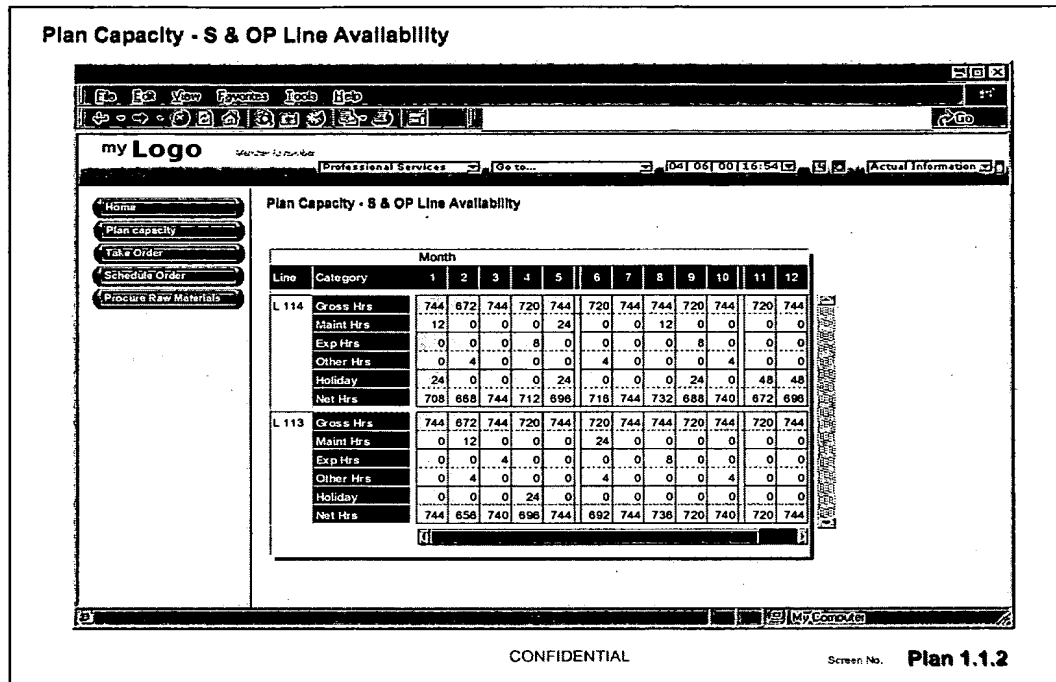 Plan Capacity - S & OP Line Availability
File Edit View Favorites Tools Help
Go
my Logo
Professional Services Go to... 04 06 00 16:54 Actual Information
Home
Plan capacity
Take Order
Schedule Order
Procure Raw Materials
Plan Capacity - S & OP Line Availability
Month
Line Category 1 2 3 4 5 6 7 8 9 10 11 12
L 114 Gross Hrs 744 672 744 720 744 720 744 744 720 744 720 744
Maint Hrs 12 0 0 0 24 0 0 12 0 0 0 0
Exp Hrs 0 0 0 8 0 0 0 0 8 0 0 0
Other Hrs 0 4 0 0 0 4 0 0 0 4 0 0
Holiday 24 0 0 0 24 0 0 0 24 0 48 48
Net Hrs 708 668 744 712 696 716 744 732 688 740 672 696
L 113 Gross Hrs 744 672 744 720 744 720 744 744 720 744 720 744
Maint Hrs 0 12 0 0 0 24 0 0 0 0 0 0
Exp Hrs 0 0 4 0 0 0 0 8 0 0 0 0
Other Hrs 0 4 0 0 0 4 0 0 0 4 0 0
Holiday 0 0 0 24 0 0 0 0 0 0 0 0
Net Hrs 744 656 740 696 744 692 744 736 720 740 720 744
My Computer
CONFIDENTIAL
Screen No. Plan 1.1.2